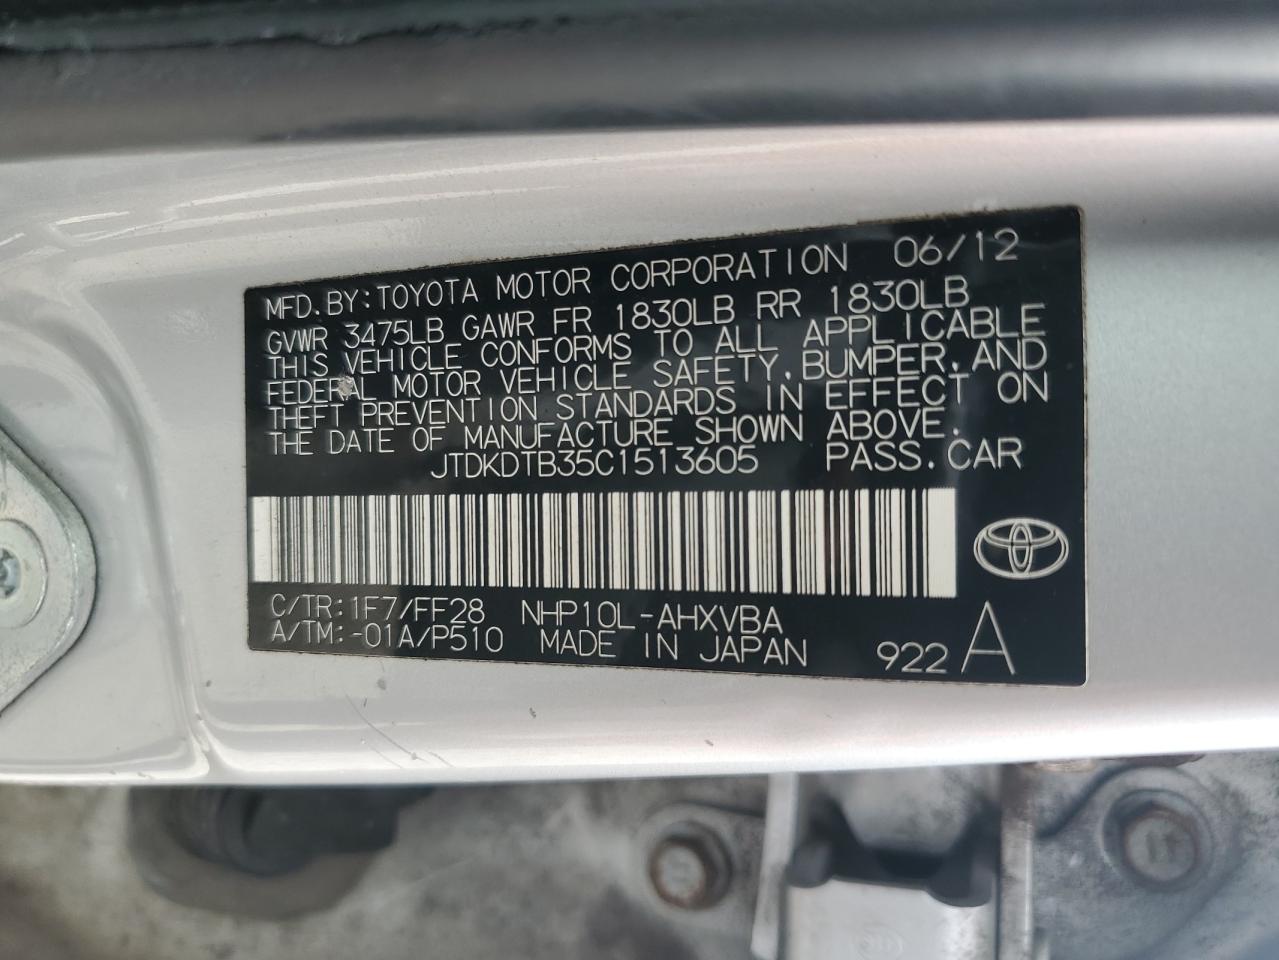 MFD.BY:TOYOTA MOTOR CORPORATION 06/12
GVWR 3475LB GAWR FR 1830LB RR 1830LB
THIS VEHICLE CONFORMS TO ALL APPLICABLE
FEDERAL MOTOR VEHICLE SAFETY,BUMPER,AND
THEFT PREVENTION STANDARDS IN EFFECT ON
THE DATE OF MANUFACTURE SHOWN ABOVE.
JTDKDTB35C1513605 PASS.CAR
C/TR:1F7/FF28 NHP10L-AHXVBA
A/TM:-01A/P510 MADE IN JAPAN 922 A